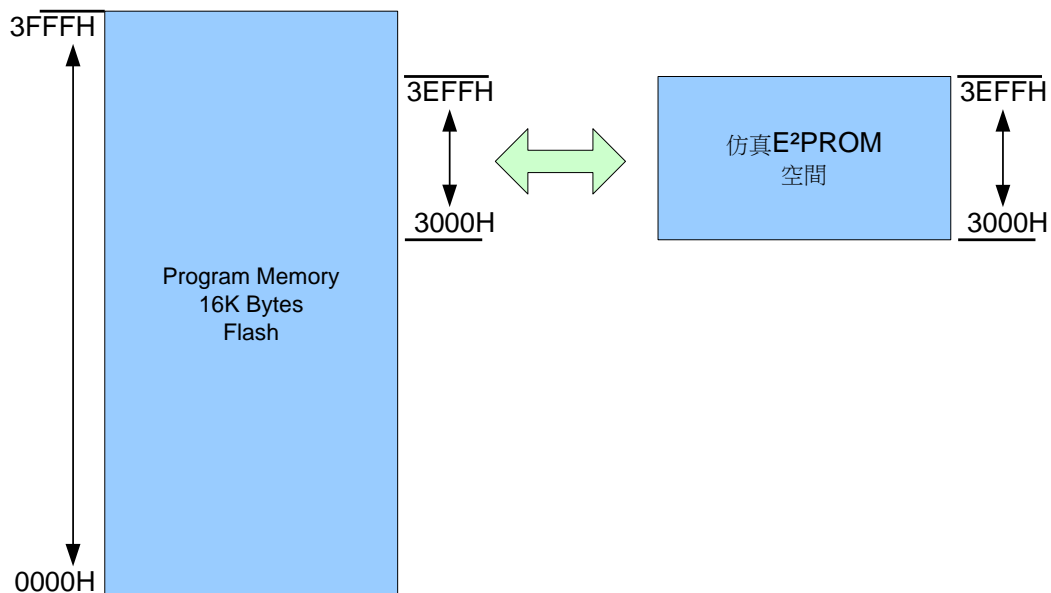 3FFFH
3EFFH
3EFFH
仿真E²PROM
空間
3000H
3000H
Program Memory
16K Bytes
Flash
0000H